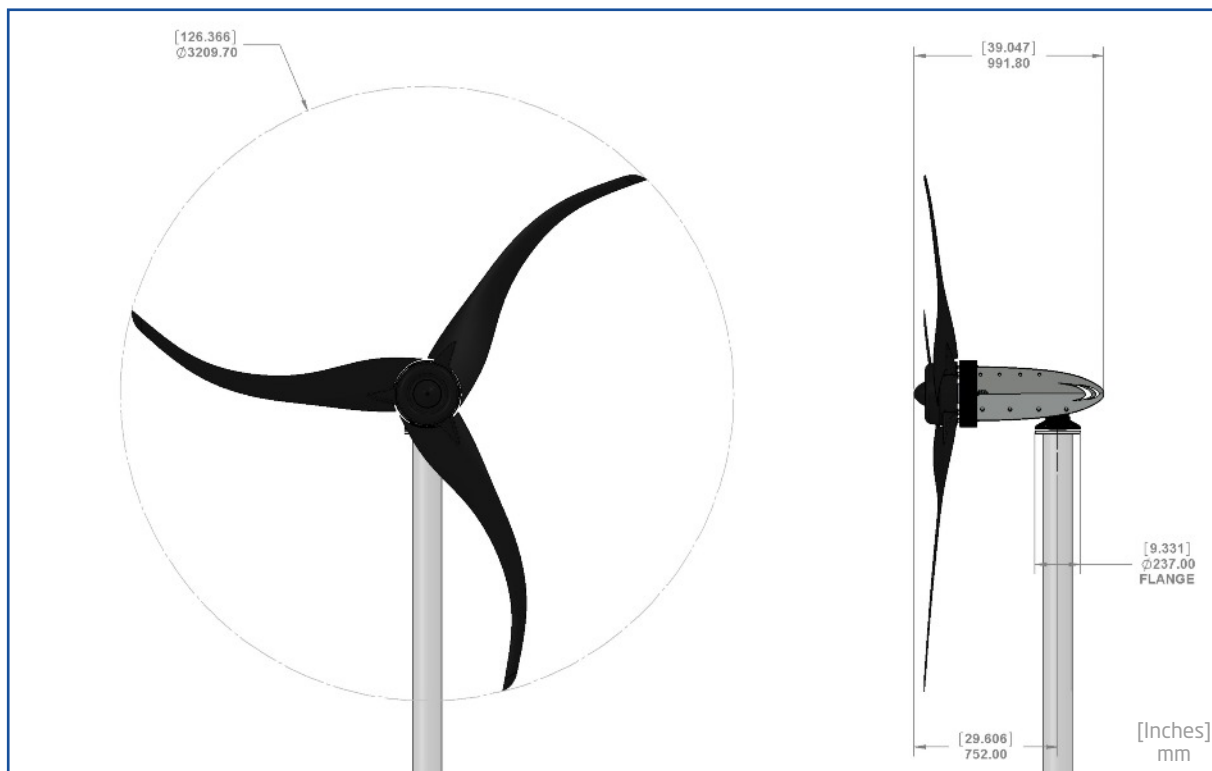 [126.366]
Ø3209.70
[39.047]
991.80
[9.331]
Ø237.00
FLANGE
[29.606]
752.00
[Inches]
mm